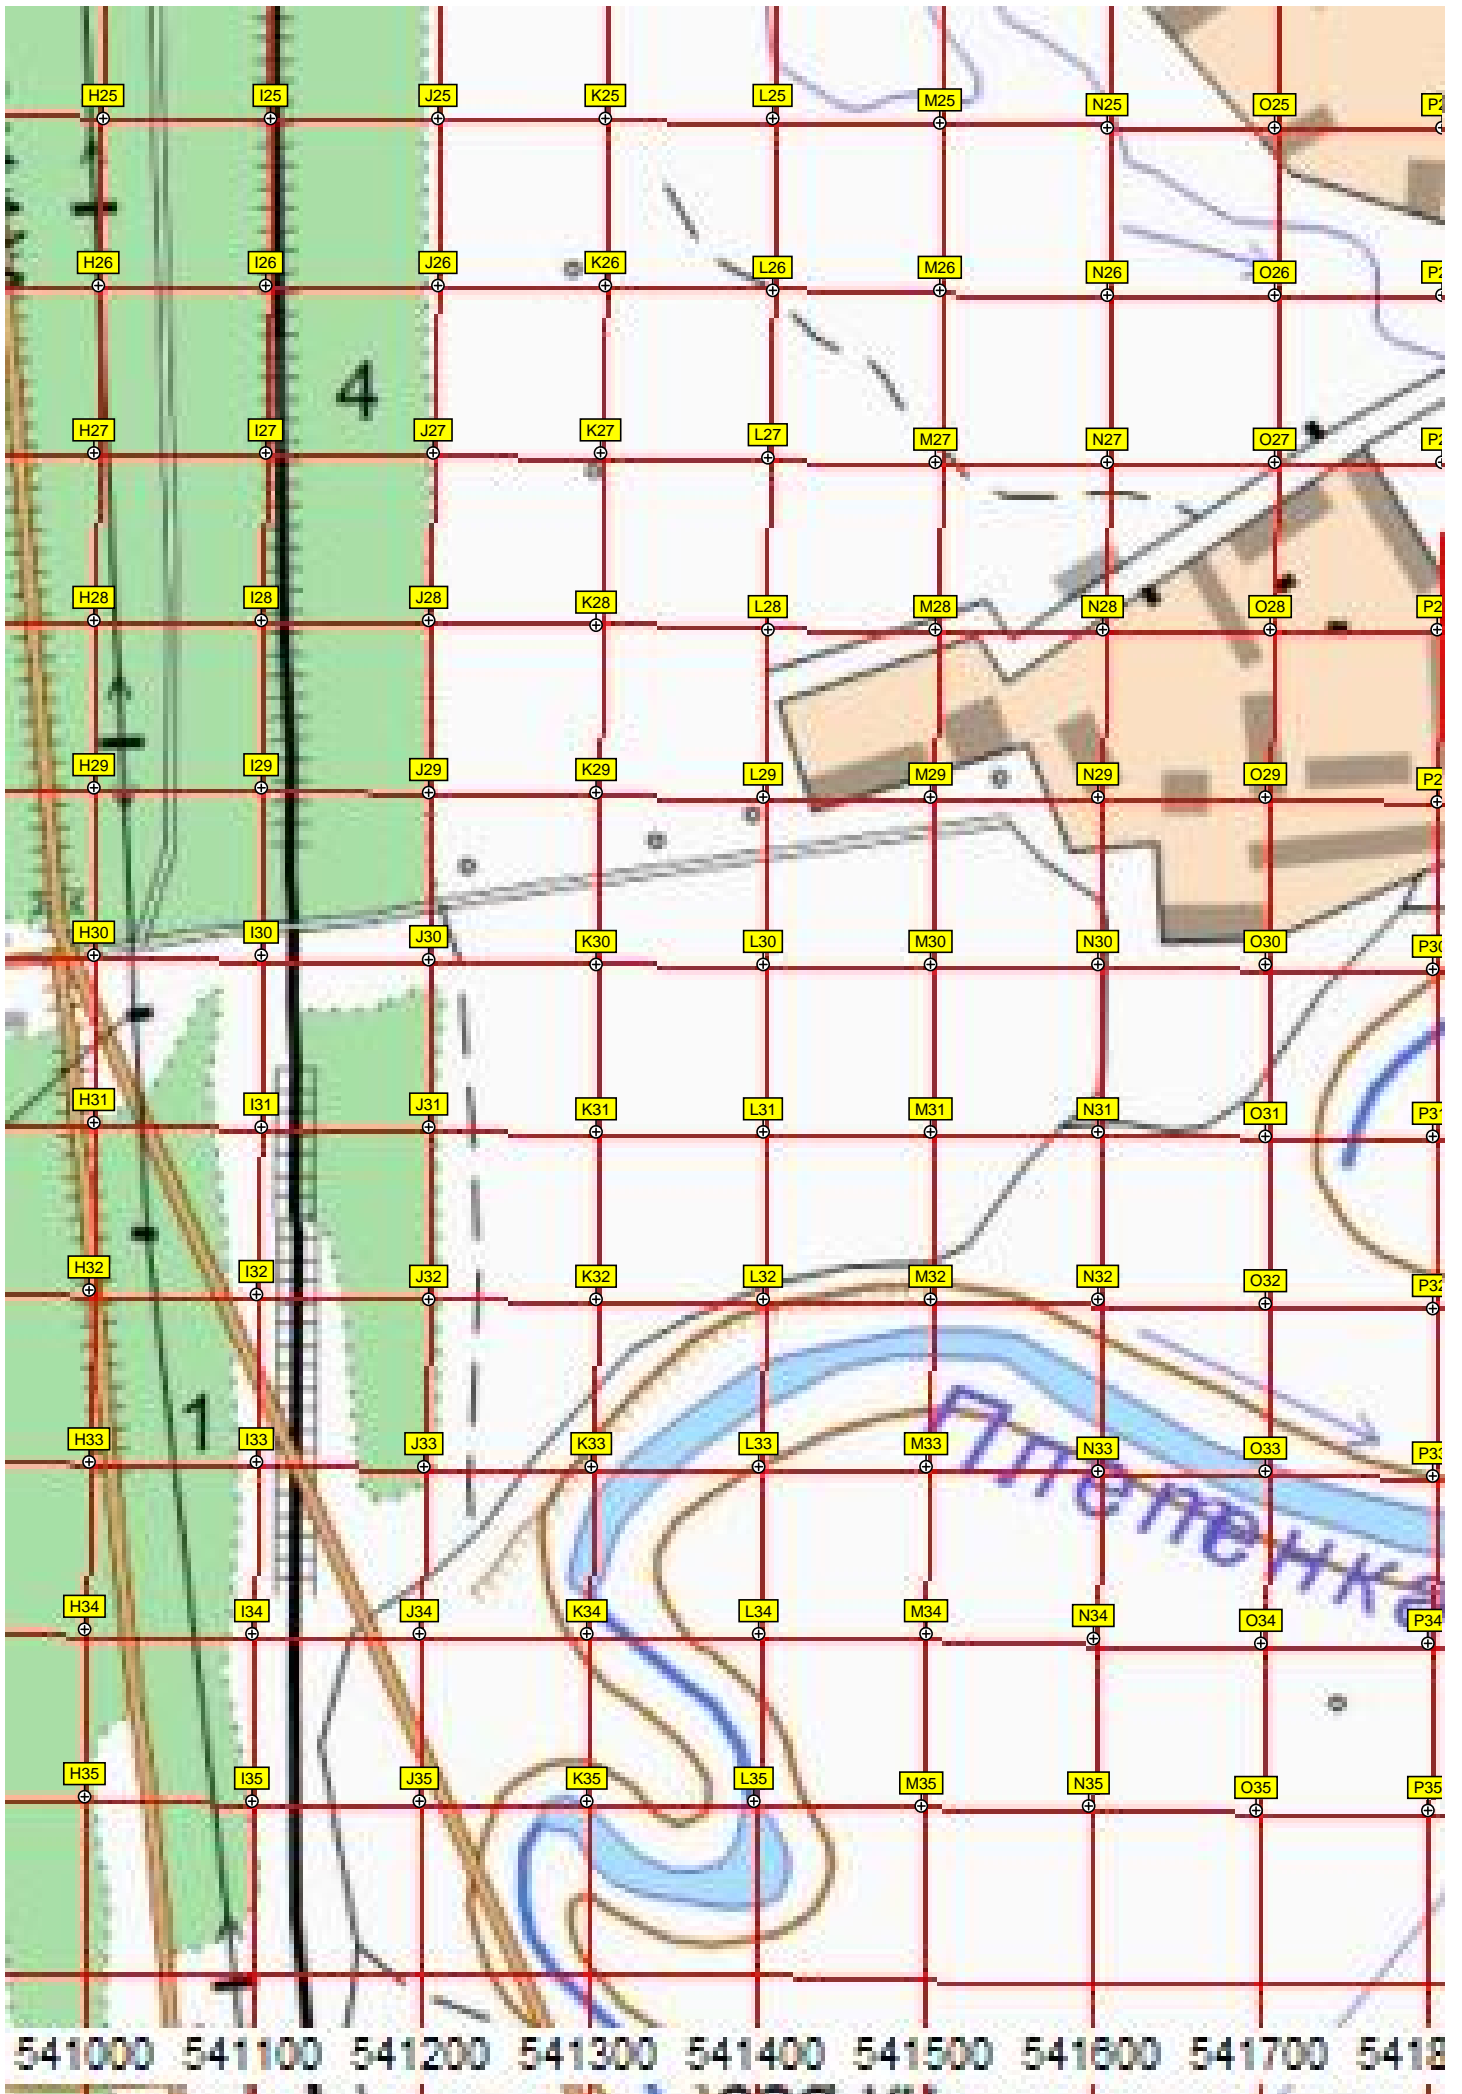 H25 I25 J25 K25 L25 M25 N25 O25
H26 I26 J26 K26 L26 M26 N26 O26
4
H27 I27 J27 K27 L27 M27 N27 O27
H28 I28 J28 K28 L28 M28 N28 O28
H29 I29 J29 K29 L29 M29 N29 O29
H30 I30 J30 K30 L30 M30 N30 O30 P30
H31 I31 J31 K31 L31 M31 N31 O31 P31
H32 I32 J32 K32 L32 M32 N32 O32 P32
1
H33 I33 J33 K33 L33 M33 N33 O33 P33
Плетенка
H34 I34 J34 K34 L34 M34 N34 O34 P34
H35 I35 J35 K35 L35 M35 N35 O35 P35
541000 541100 541200 541300 541400 541500 541600 541700 5418